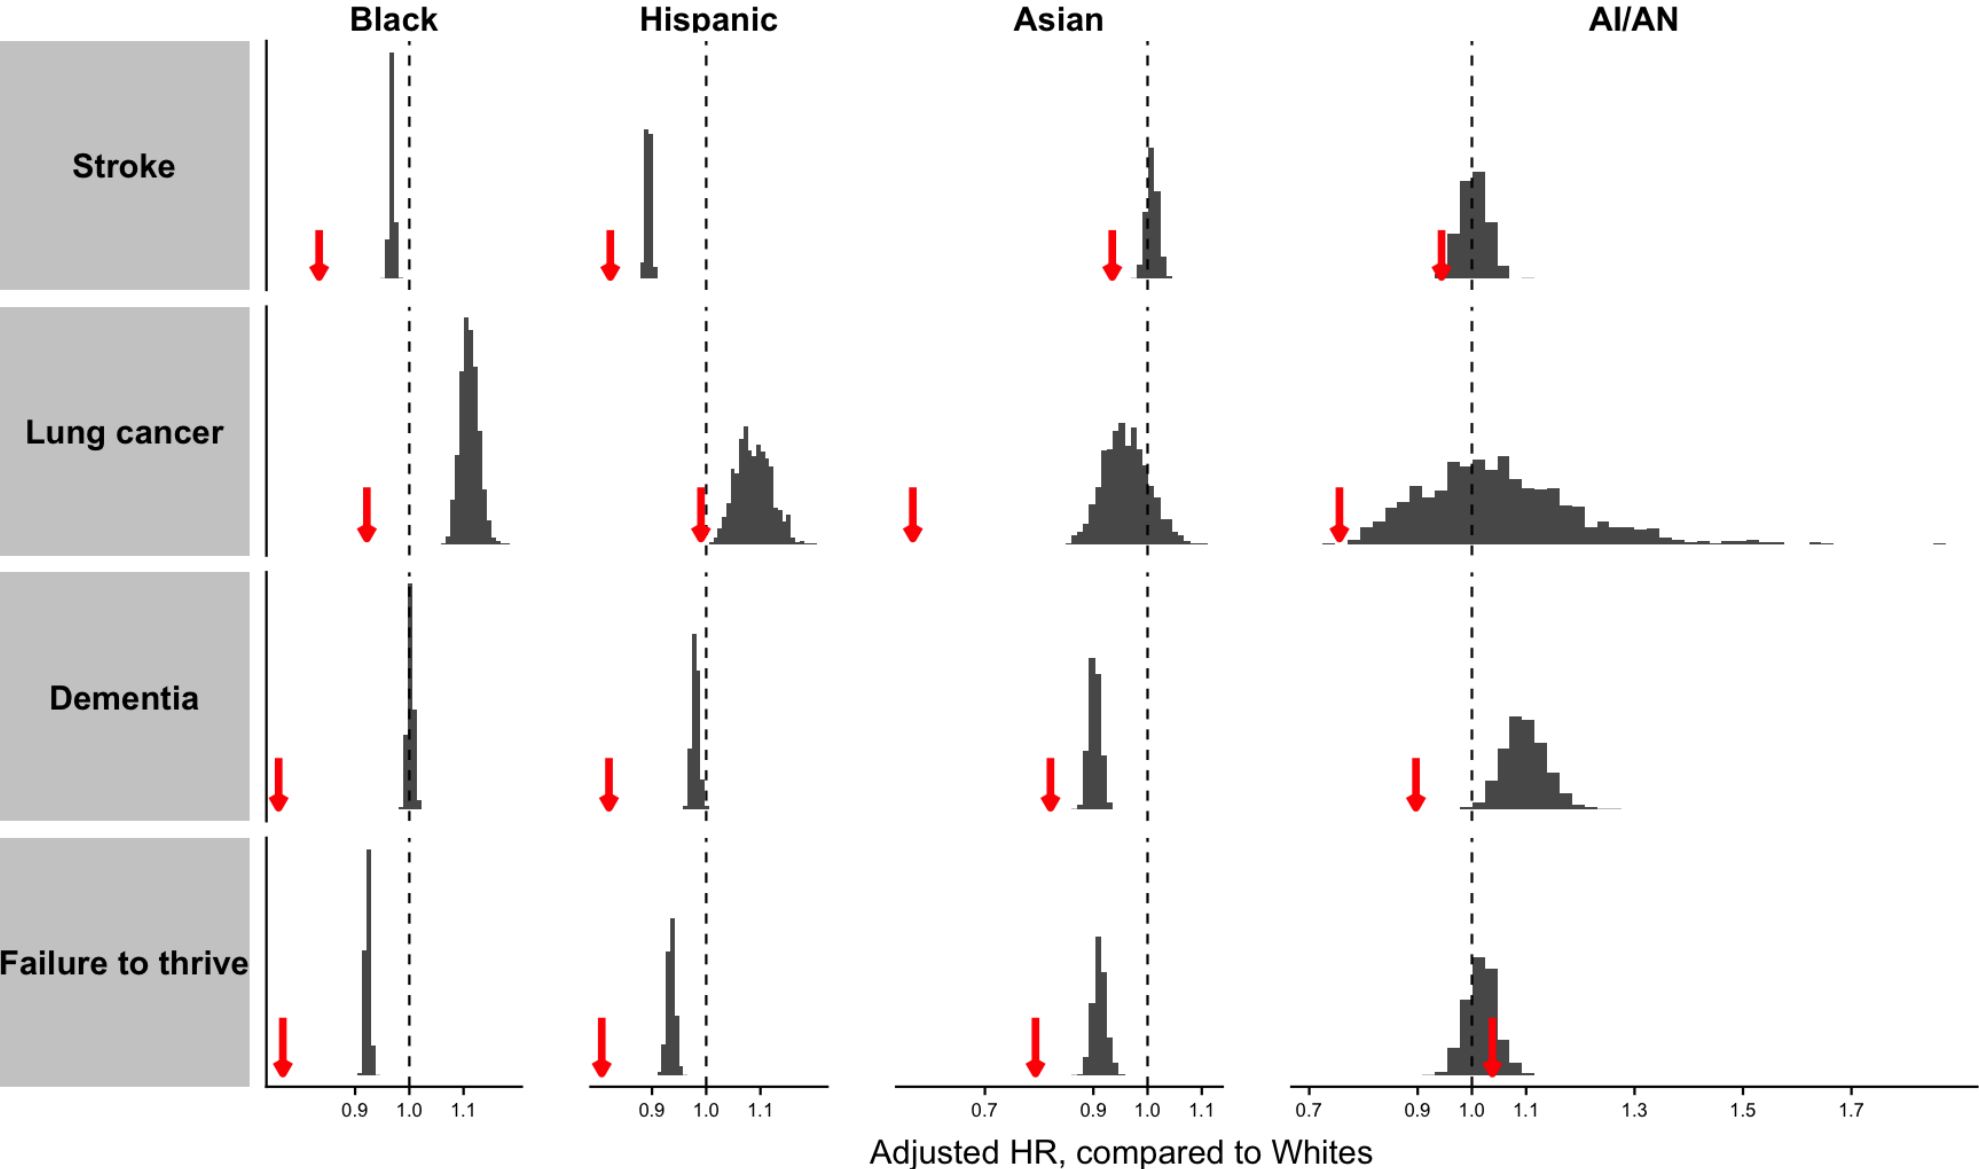 Black Hispanic Asian AI/AN
Stroke
Lung cancer
Dementia
Failure to thrive
0.9 1.0 1.1 0.9 1.0 1.1 0.7 0.9 1.0 1.1 0.7 0.9 1.0 1.1 1.3 1.5 1.7
Adjusted HR, compared to Whites